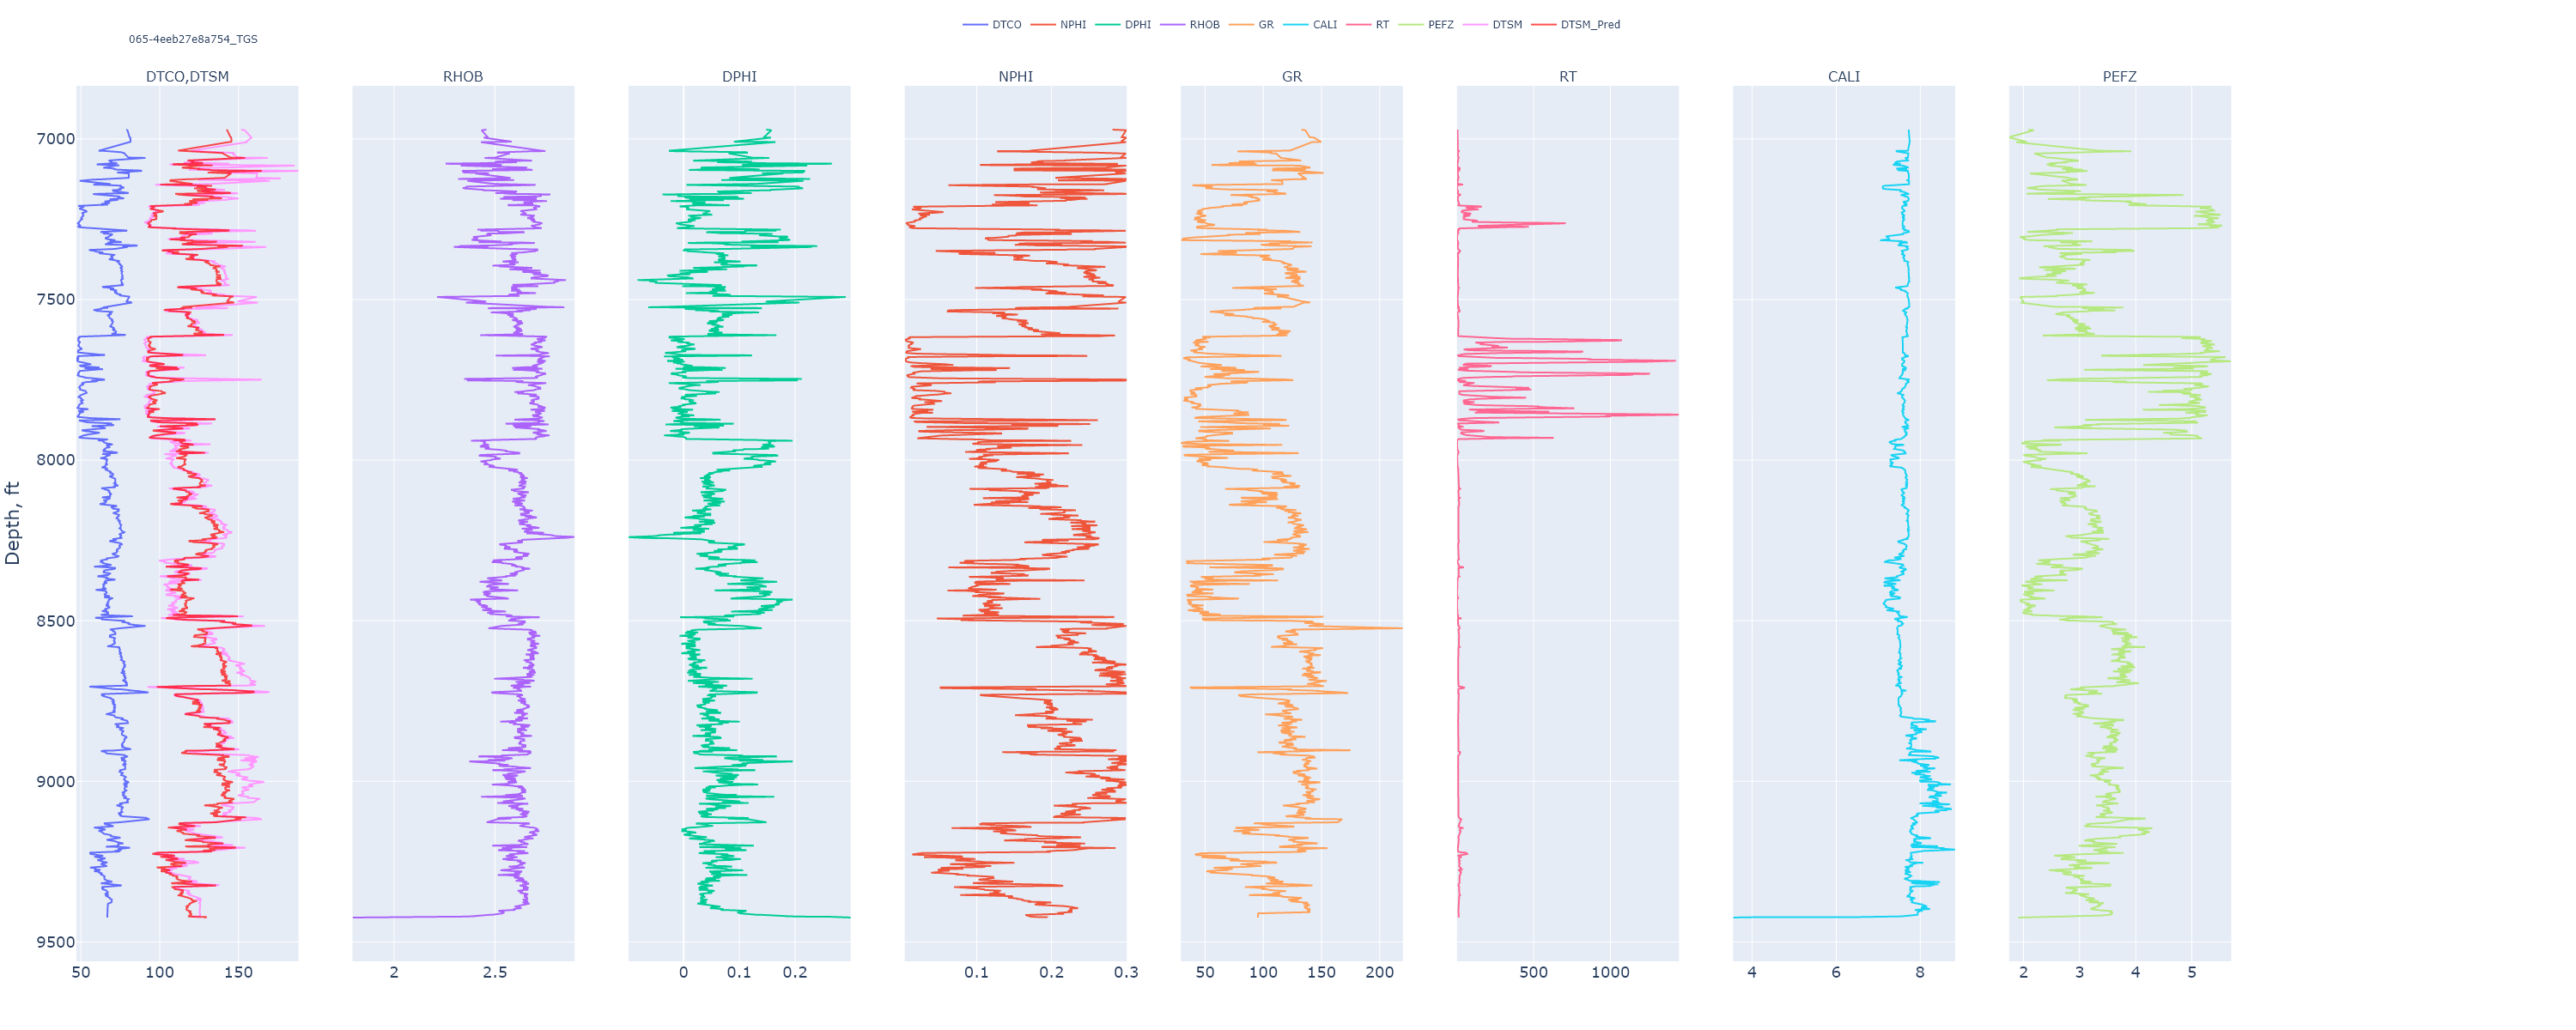 DTCO NPHI DPHI RHOB GR CALI RT PEFZ DTSM DTSM_Pred
065-4eeb27e8a754_TGS
DTCO,DTSM RHOB DPHI NPHI GR RT CALI PEFZ
7000
7500
8000
Depth, ft
8500
9000
9500
50 100 150 2 2.5 0 0.1 0.2 0.1 0.2 0.3 50 100 150 200 500 1000 4 6 8 2 3 4 5